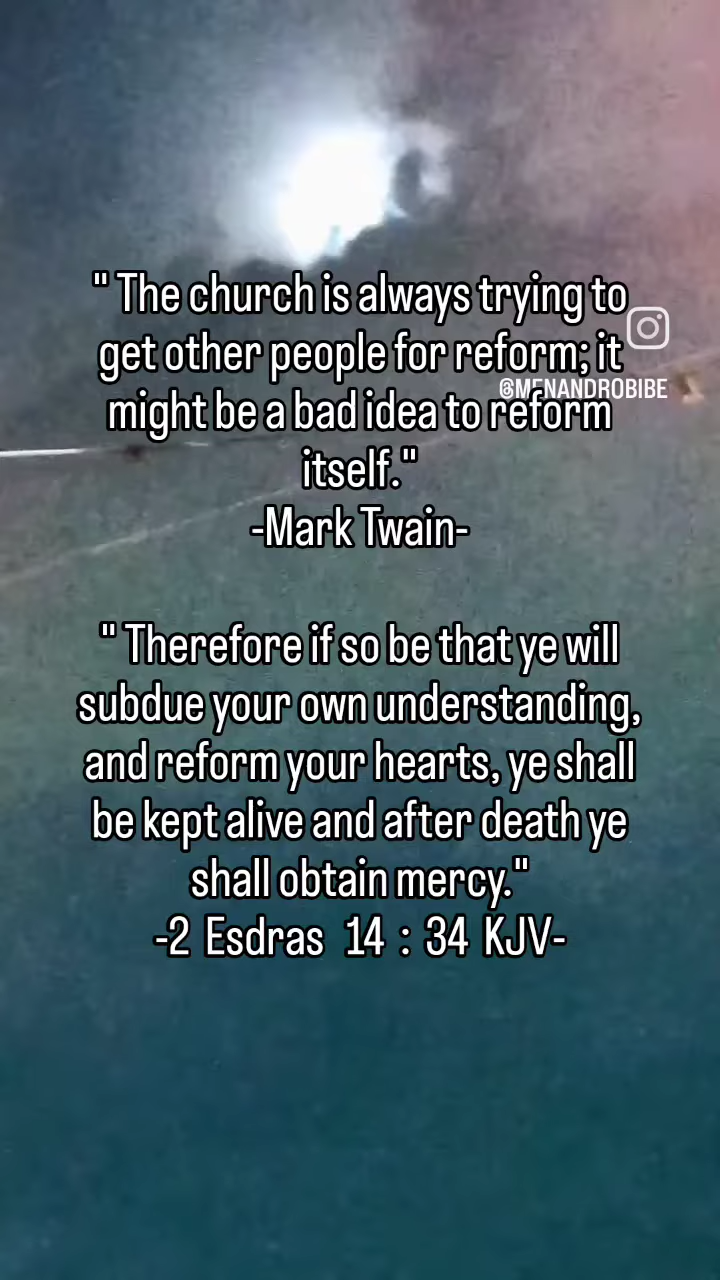 " The church is always trying to
get other people for reform; it
@MENANDROBIBE
might be a bad idea to reform
itself."
-Mark Twain-
" Therefore if so be that ye will
subdue your own understanding,
and reform your hearts, ye shall
be kept alive and after death ye
shall obtain mercy."
-2 Esdras 14 : 34 KJV-